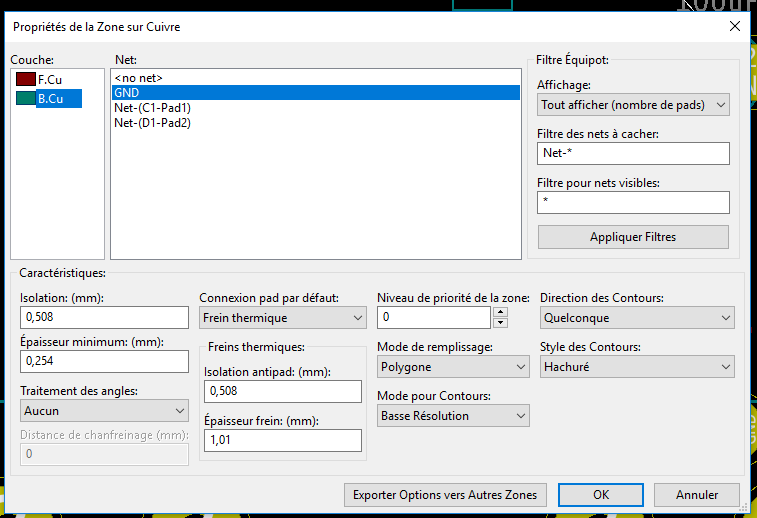 Propriétés de la Zone sur Cuivre
Couche:
F.Cu
B.Cu
Net:
<no net>
GND
Net-(C1-Pad1)
Net-(D1-Pad2)
Filtre Équipot:
Affichage:
Tout afficher (nombre de pads)
Filtre des nets à cacher:
Net-*
Filtre pour nets visibles:
*
Appliquer Filtres
Caractéristiques:
Isolation: (mm):
0,508
Épaisseur minimum: (mm):
0,254
Traitement des angles:
Aucun
Distance de chanfreinage (mm):
0
Connexion pad par défaut:
Frein thermique
Freins thermiques:
Isolation antipad: (mm):
0,508
Épaisseur frein: (mm):
1,01
Niveau de priorité de la zone:
0
Mode de remplissage:
Polygone
Mode pour Contours:
Basse Résolution
Direction des Contours:
Quelconque
Style des Contours:
Hachuré
Exporter Options vers Autres Zones
OK
Annuler